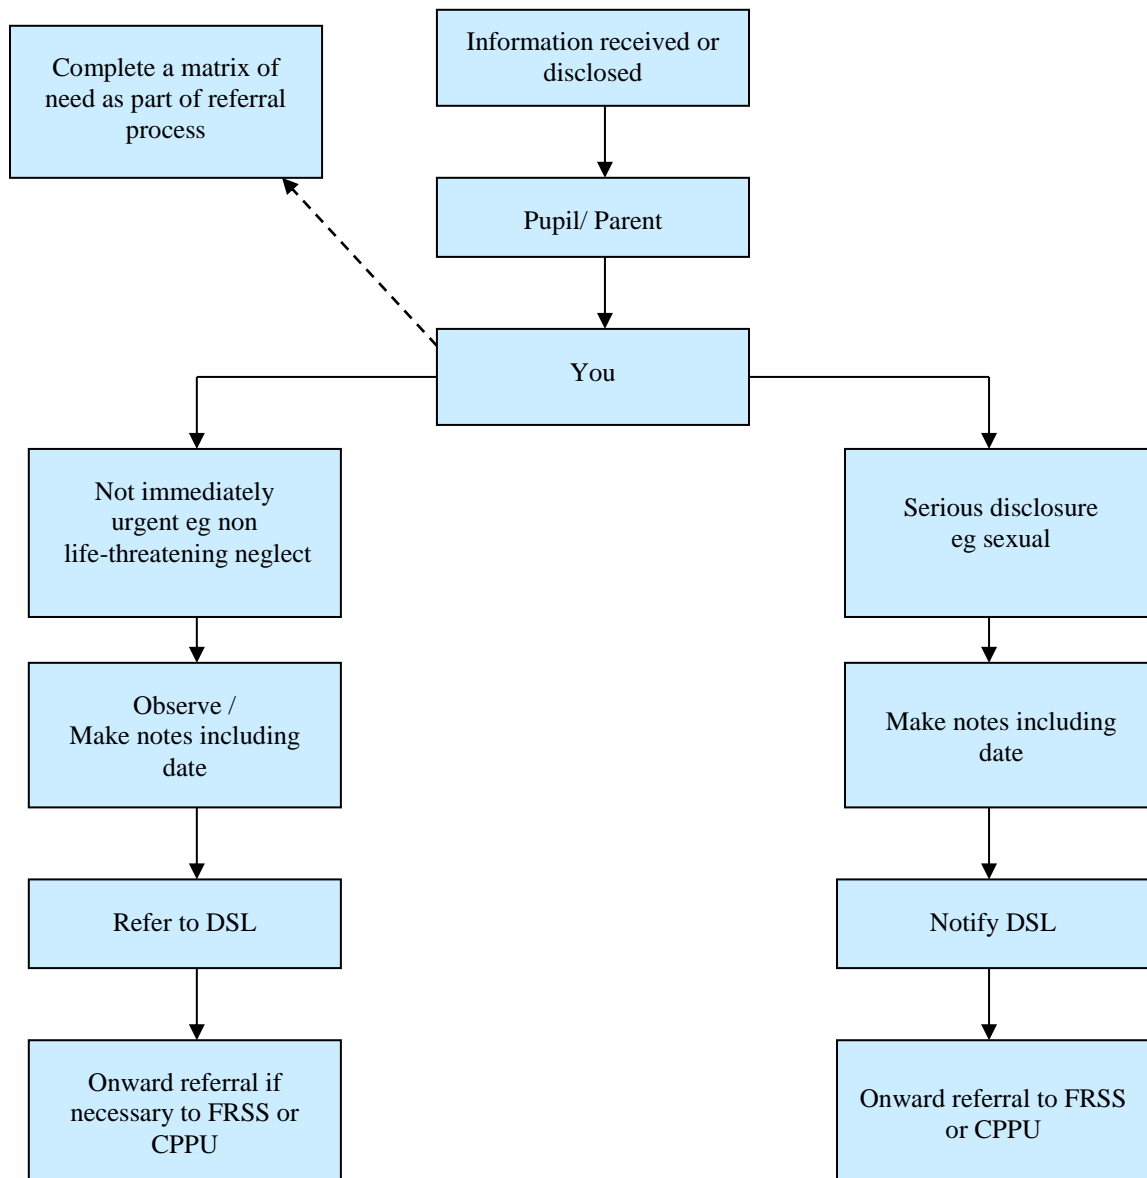 Complete a matrix of
need as part of referral
process
Information received or
disclosed
Pupil/ Parent
You
Not immediately
urgent eg non
life-threatening neglect
Serious disclosure
eg sexual
Observe /
Make notes including
date
Make notes including
date
Refer to DSL
Notify DSL
Onward referral if
necessary to FRSS or
CPPU
Onward referral to FRSS
or CPPU